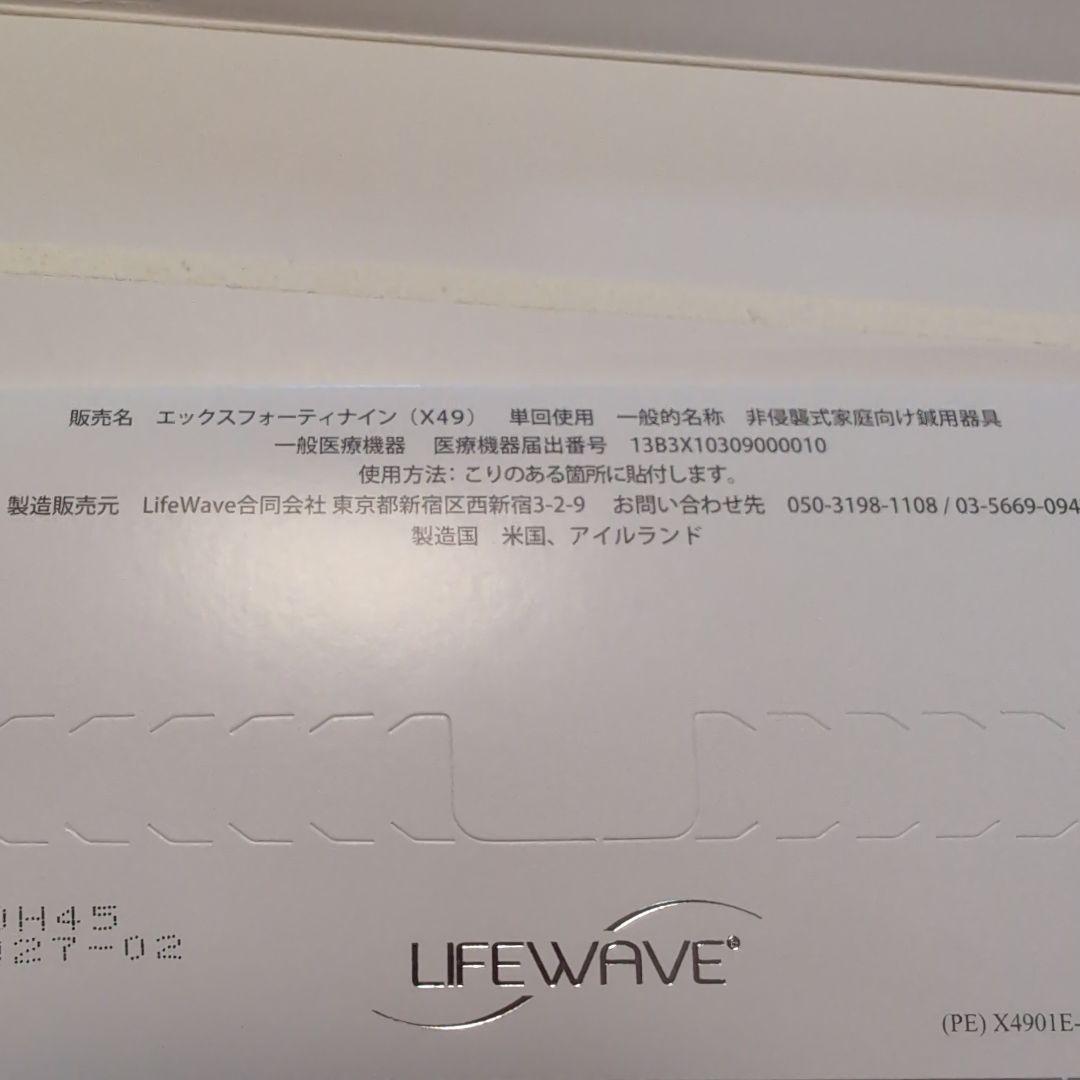 販売名 エックスフォーティナイン（X49） 単回使用 一般的名称 非侵襲式家庭向け鍼用器具
一般医療機器 医療機器届出番号 13B3X10309000010
使用方法：こりのある箇所に貼付します。
製造販売元 LifeWave合同会社 東京都新宿区西新宿3-2-9 お問い合わせ先 050-3198-1108 / 03-5669-094
製造国 米国、アイルランド
H45
27-02
LIFEWAVE®
(PE) X4901E-